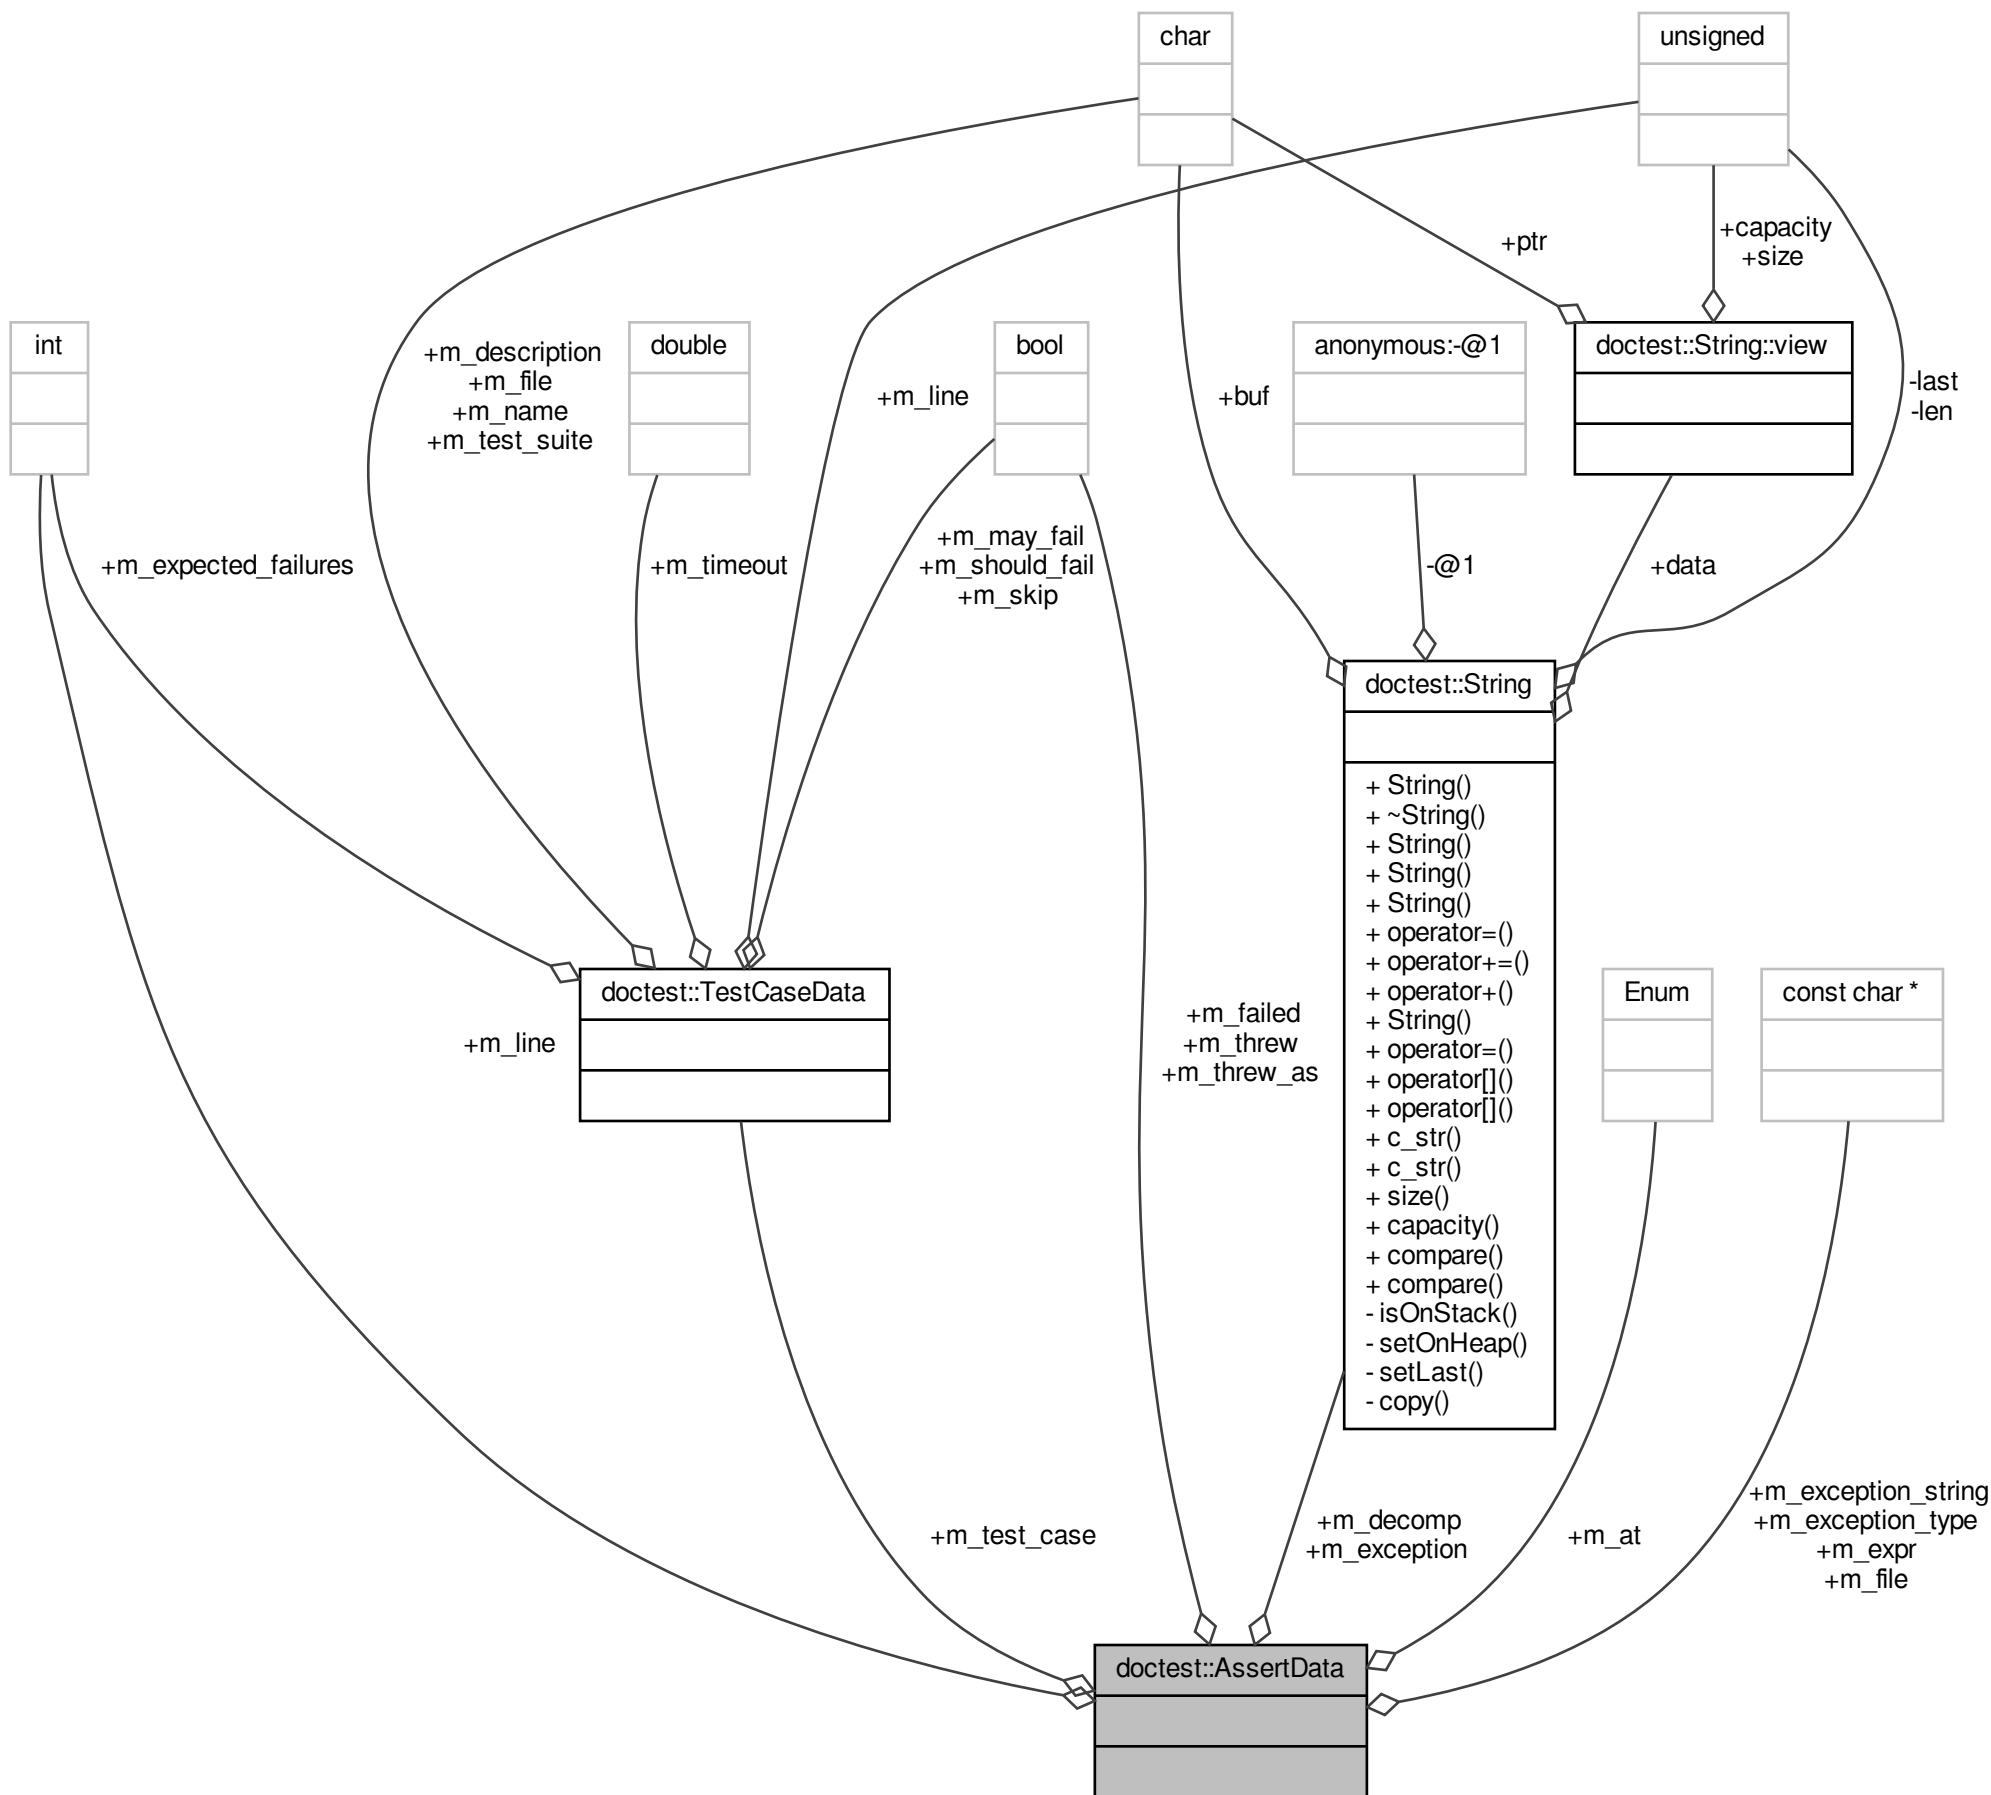 char
unsigned
+ptr
+capacity
+size
int
+m_description
+m_file
+m_name
+m_test_suite
double
+m_line
bool
+buf
anonymous:-@1
doctest::String::view
-last
-len
+m_expected_failures
+m_timeout
+m_may_fail
+m_should_fail
+m_skip
-@1
+data
doctest::String
+ String()
+ ~String()
+ String()
+ String()
+ String()
+ operator=()
+ operator+=()
+ operator+()
+ String()
+ operator=()
+ operator[]()
+ operator[]()
+ c_str()
+ c_str()
+ size()
+ capacity()
+ compare()
+ compare()
- isOnStack()
- setOnHeap()
- setLast()
- copy()
doctest::TestCaseData
+m_line
+m_failed
+m_threw
+m_threw_as
Enum
const char *
+m_test_case
+m_decomp
+m_exception
+m_at
+m_exception_string
+m_exception_type
+m_expr
+m_file
doctest::AssertData